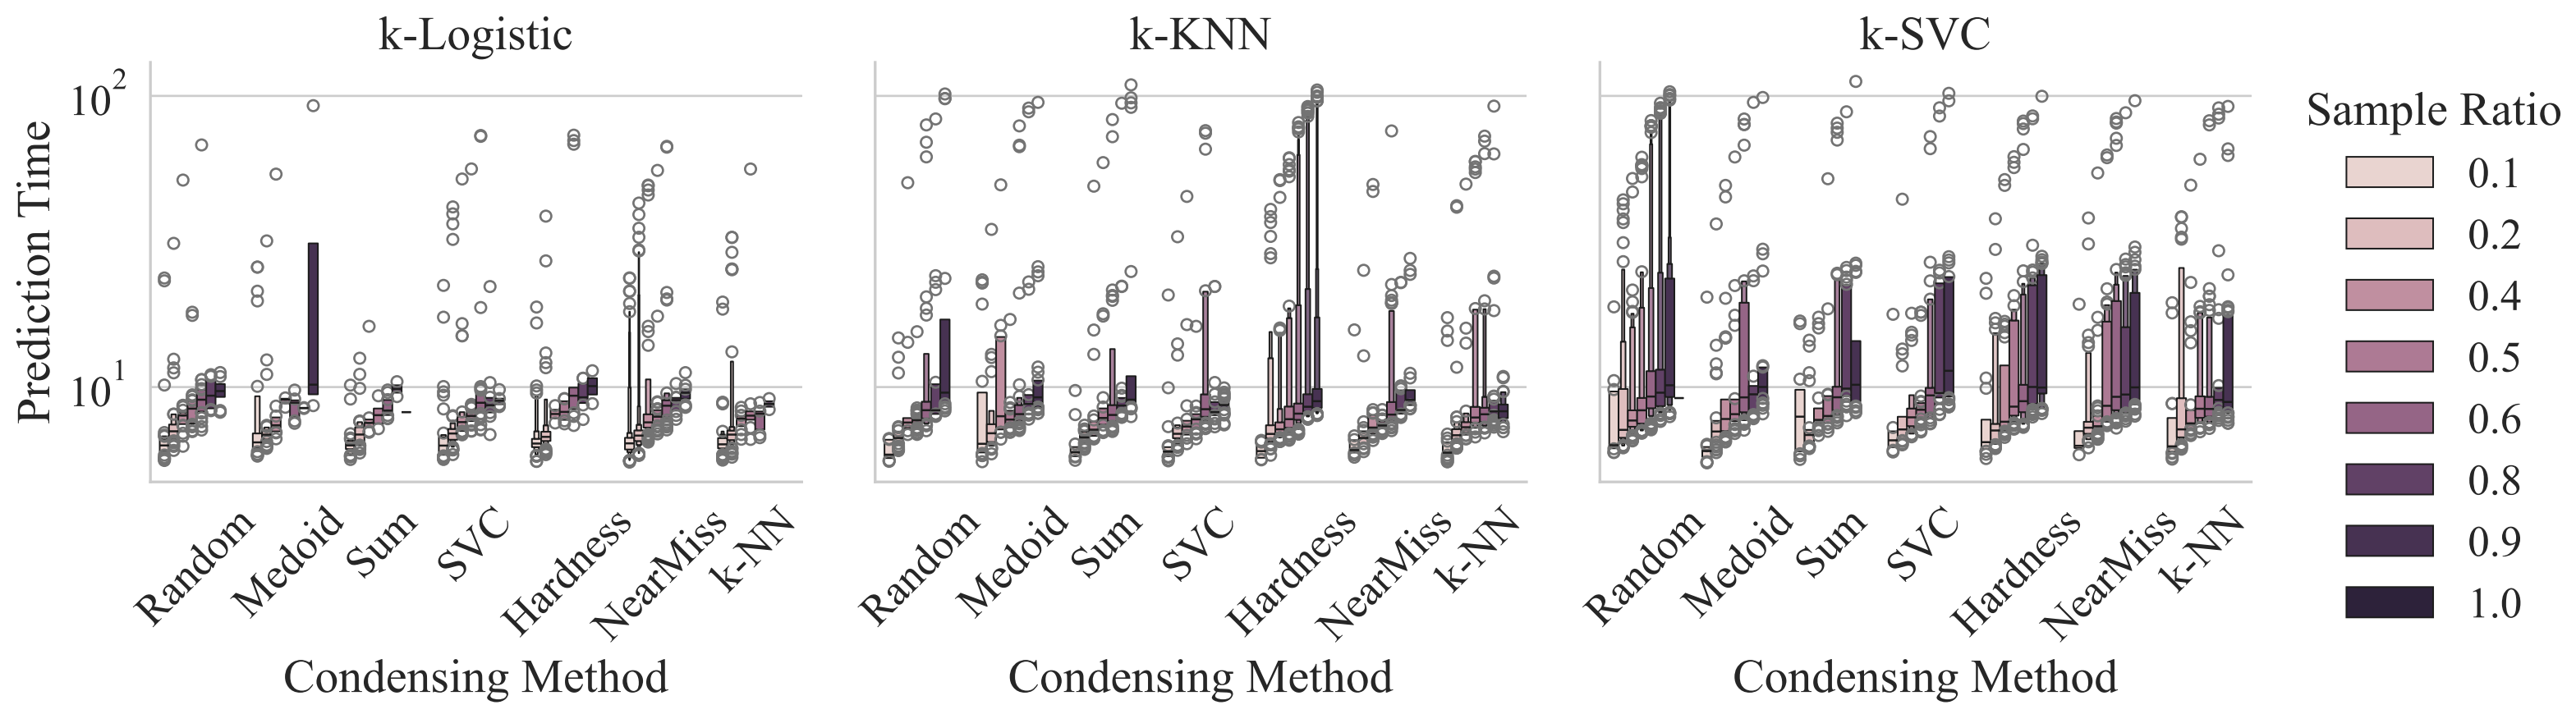 k-Logistic
k-KNN
k-SVC
Prediction Time
10^2
10^1
Random
Medoid
Sum
SVC
Hardness
NearMiss
k-NN
Condensing Method
Random
Medoid
Sum
SVC
Hardness
NearMiss
k-NN
Condensing Method
Random
Medoid
Sum
SVC
Hardness
NearMiss
k-NN
Condensing Method
Sample Ratio
0.1
0.2
0.4
0.5
0.6
0.8
0.9
1.0